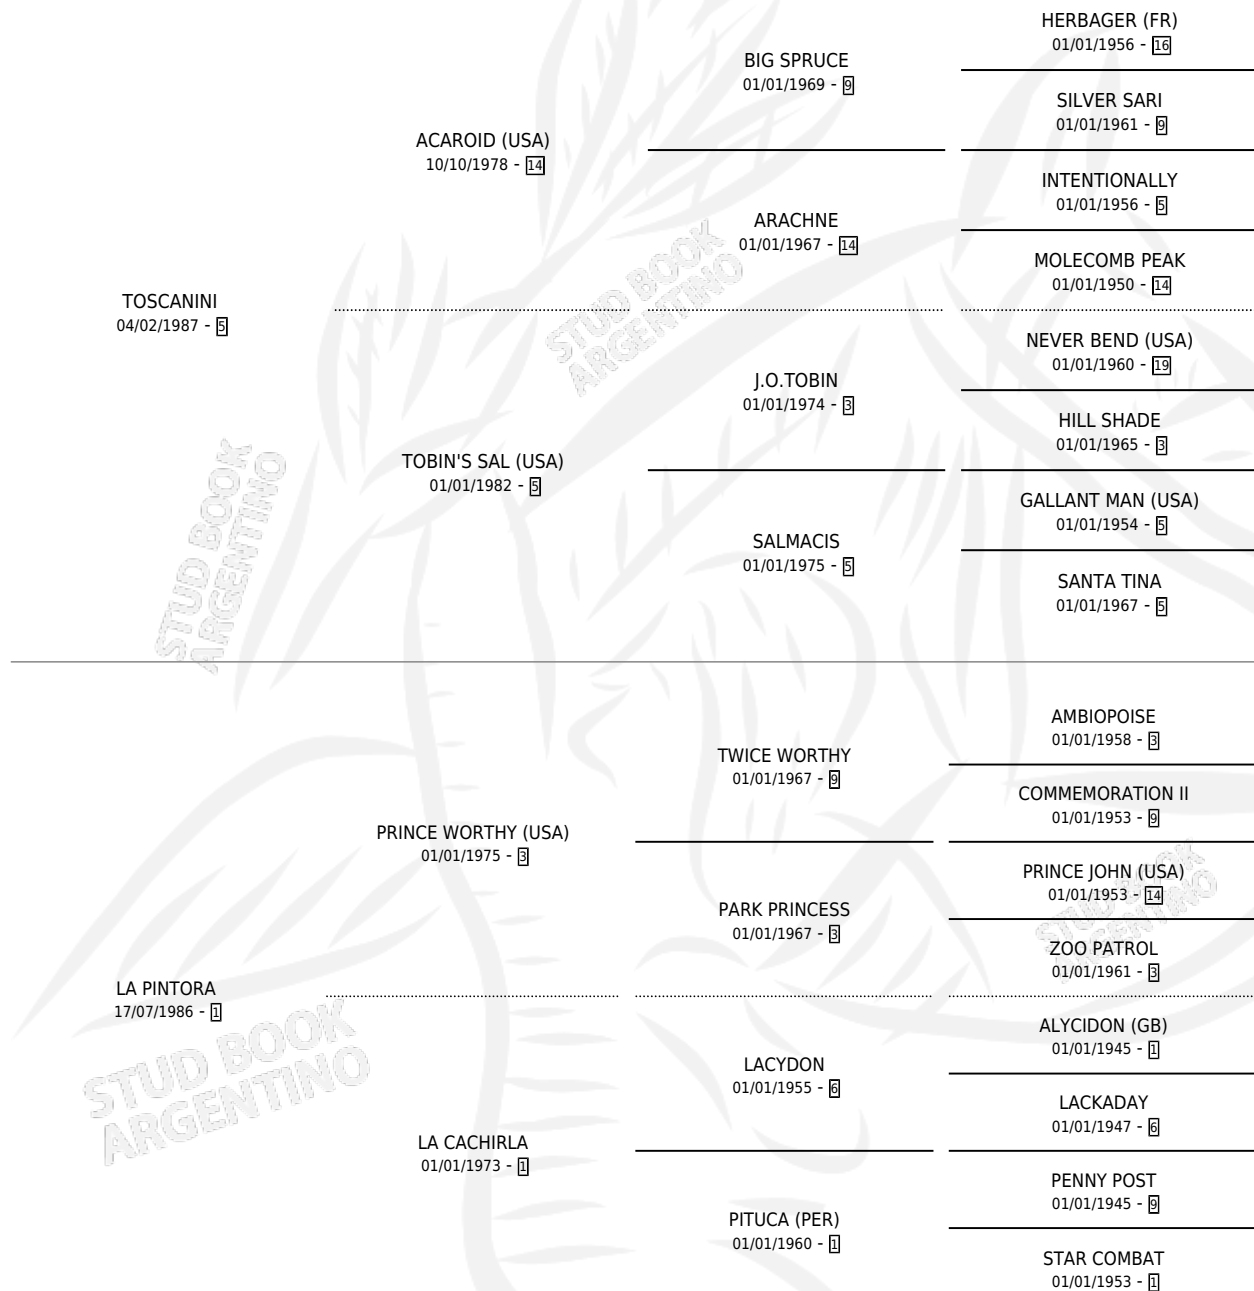 HERBAGER (FR)
01/01/1956 - 16
BIG SPRUCE
01/01/1969 - 9
SILVER SARI
01/01/1961 - 9
ACAROID (USA)
10/10/1978 - 14
INTENTIONALLY
01/01/1956 - 5
ARACHNE
01/01/1967 - 14
MOLECOMB PEAK
01/01/1950 - 14
TOSCANINI
04/02/1987 - 5
STUD BOOK
ARGENTINO
NEVER BEND (USA)
01/01/1960 - 19
J.O.TOBIN
01/01/1974 - 3
HILL SHADE
01/01/1965 - 3
TOBIN'S SAL (USA)
01/01/1982 - 5
GALLANT MAN (USA)
01/01/1954 - 5
SALMACIS
01/01/1975 - 5
SANTA TINA
01/01/1967 - 5
STUD BOOK
ARGENTINO
AMBIOPOISE
01/01/1958 - 3
TWICE WORTHY
01/01/1967 - 9
COMMEMORATION II
01/01/1953 - 9
PRINCE WORTHY (USA)
01/01/1975 - 3
PRINCE JOHN (USA)
01/01/1953 - 14
PARK PRINCESS
01/01/1967 - 3
ZOO PATROL
01/01/1961 - 3
STUD BOOK
ARGENTINO
LA PINTORA
17/07/1986 - 1
ALYCIDON (GB)
01/01/1945 - 1
LACYDON
01/01/1955 - 6
LACKADAY
01/01/1947 - 6
STUD BOOK
ARGENTINO
LA CACHIRLA
01/01/1973 - 1
PENNY POST
01/01/1945 - 9
PITUCA (PER)
01/01/1960 - 1
STAR COMBAT
01/01/1953 - 1